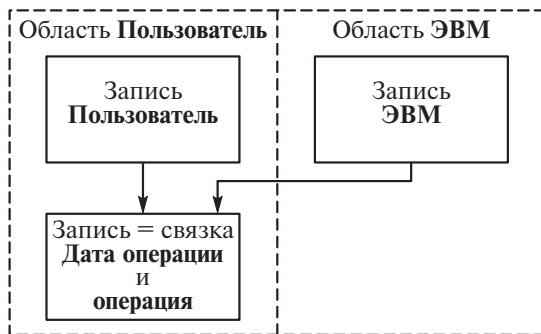 Область Пользователь
Область ЭВМ
Запись
Пользователь
Запись
ЭВМ
Запись = связка
Дата операции
и
операция